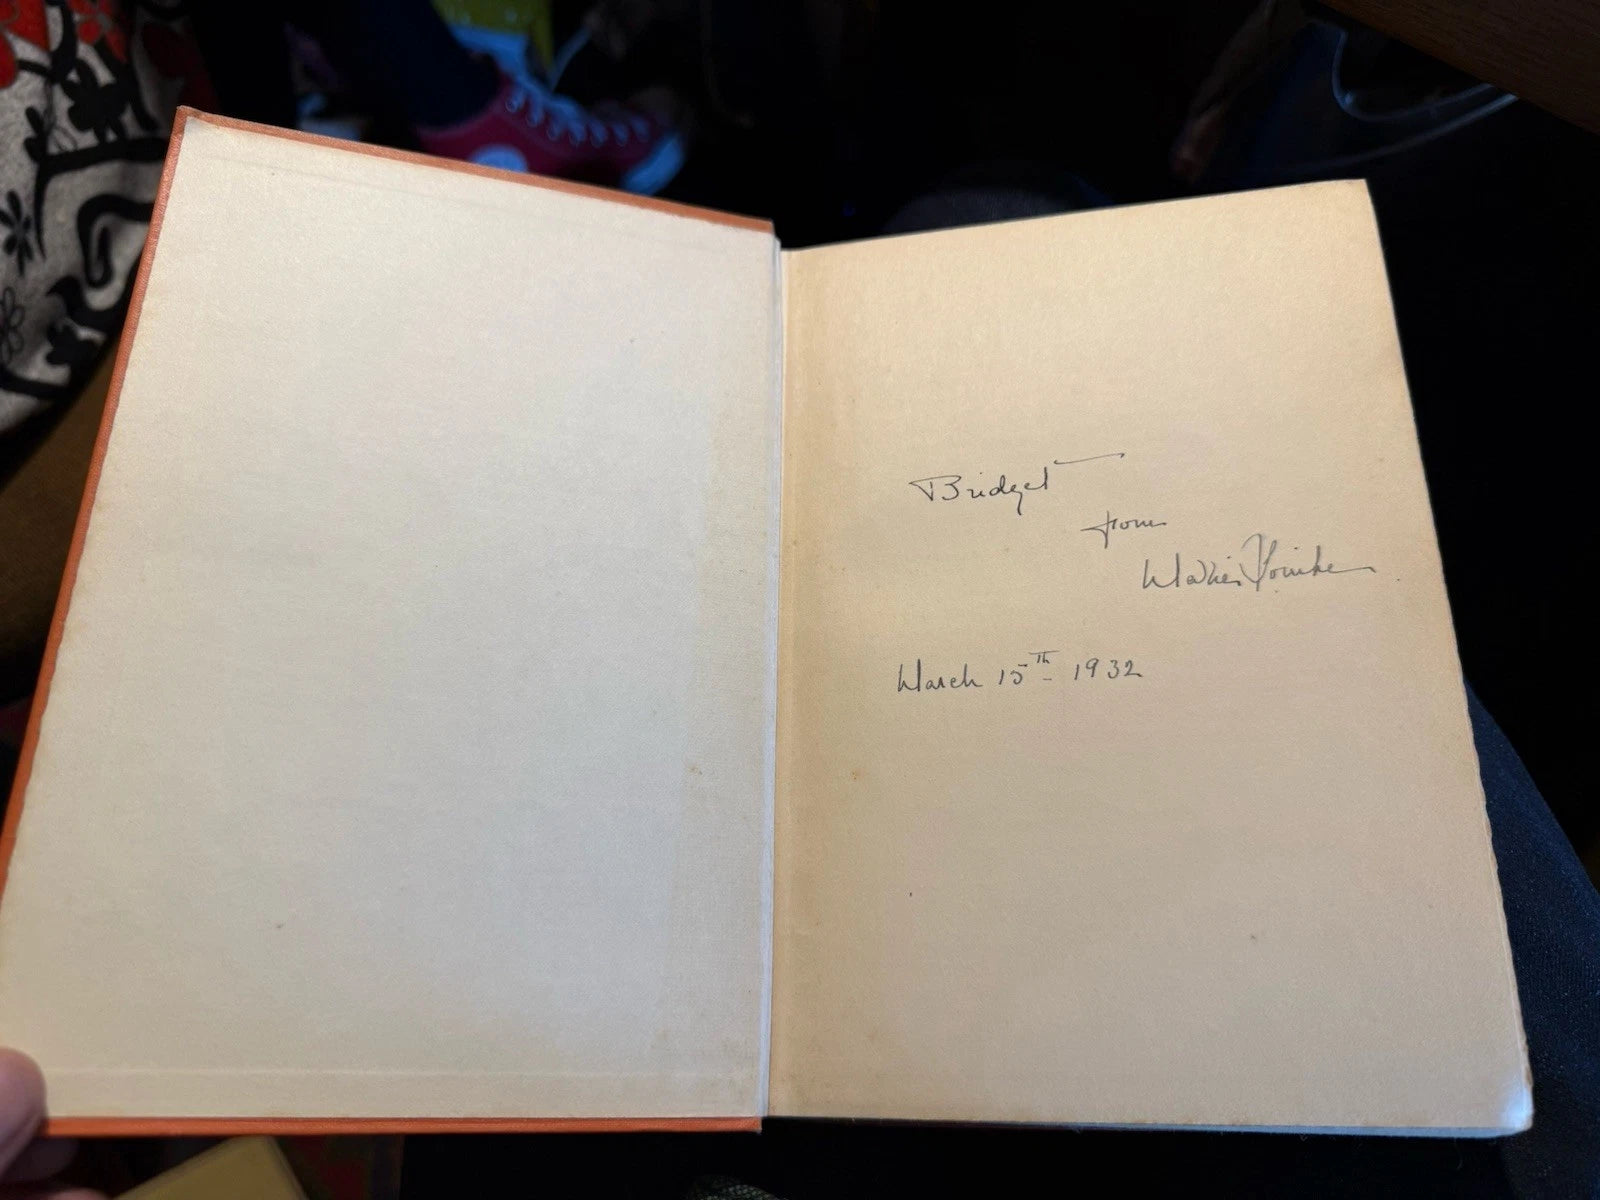 Bridget
from
March 15th 1932